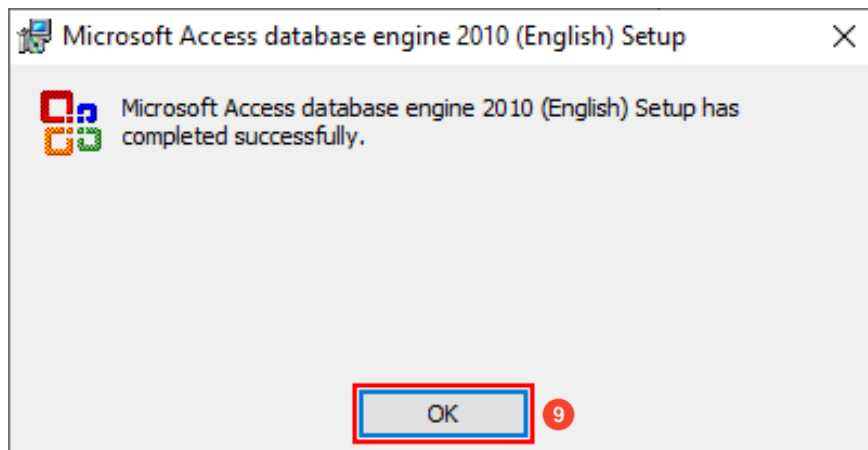 Microsoft Access database engine 2010 (English) Setup
Microsoft Access database engine 2010 (English) Setup has
completed successfully.
OK
9